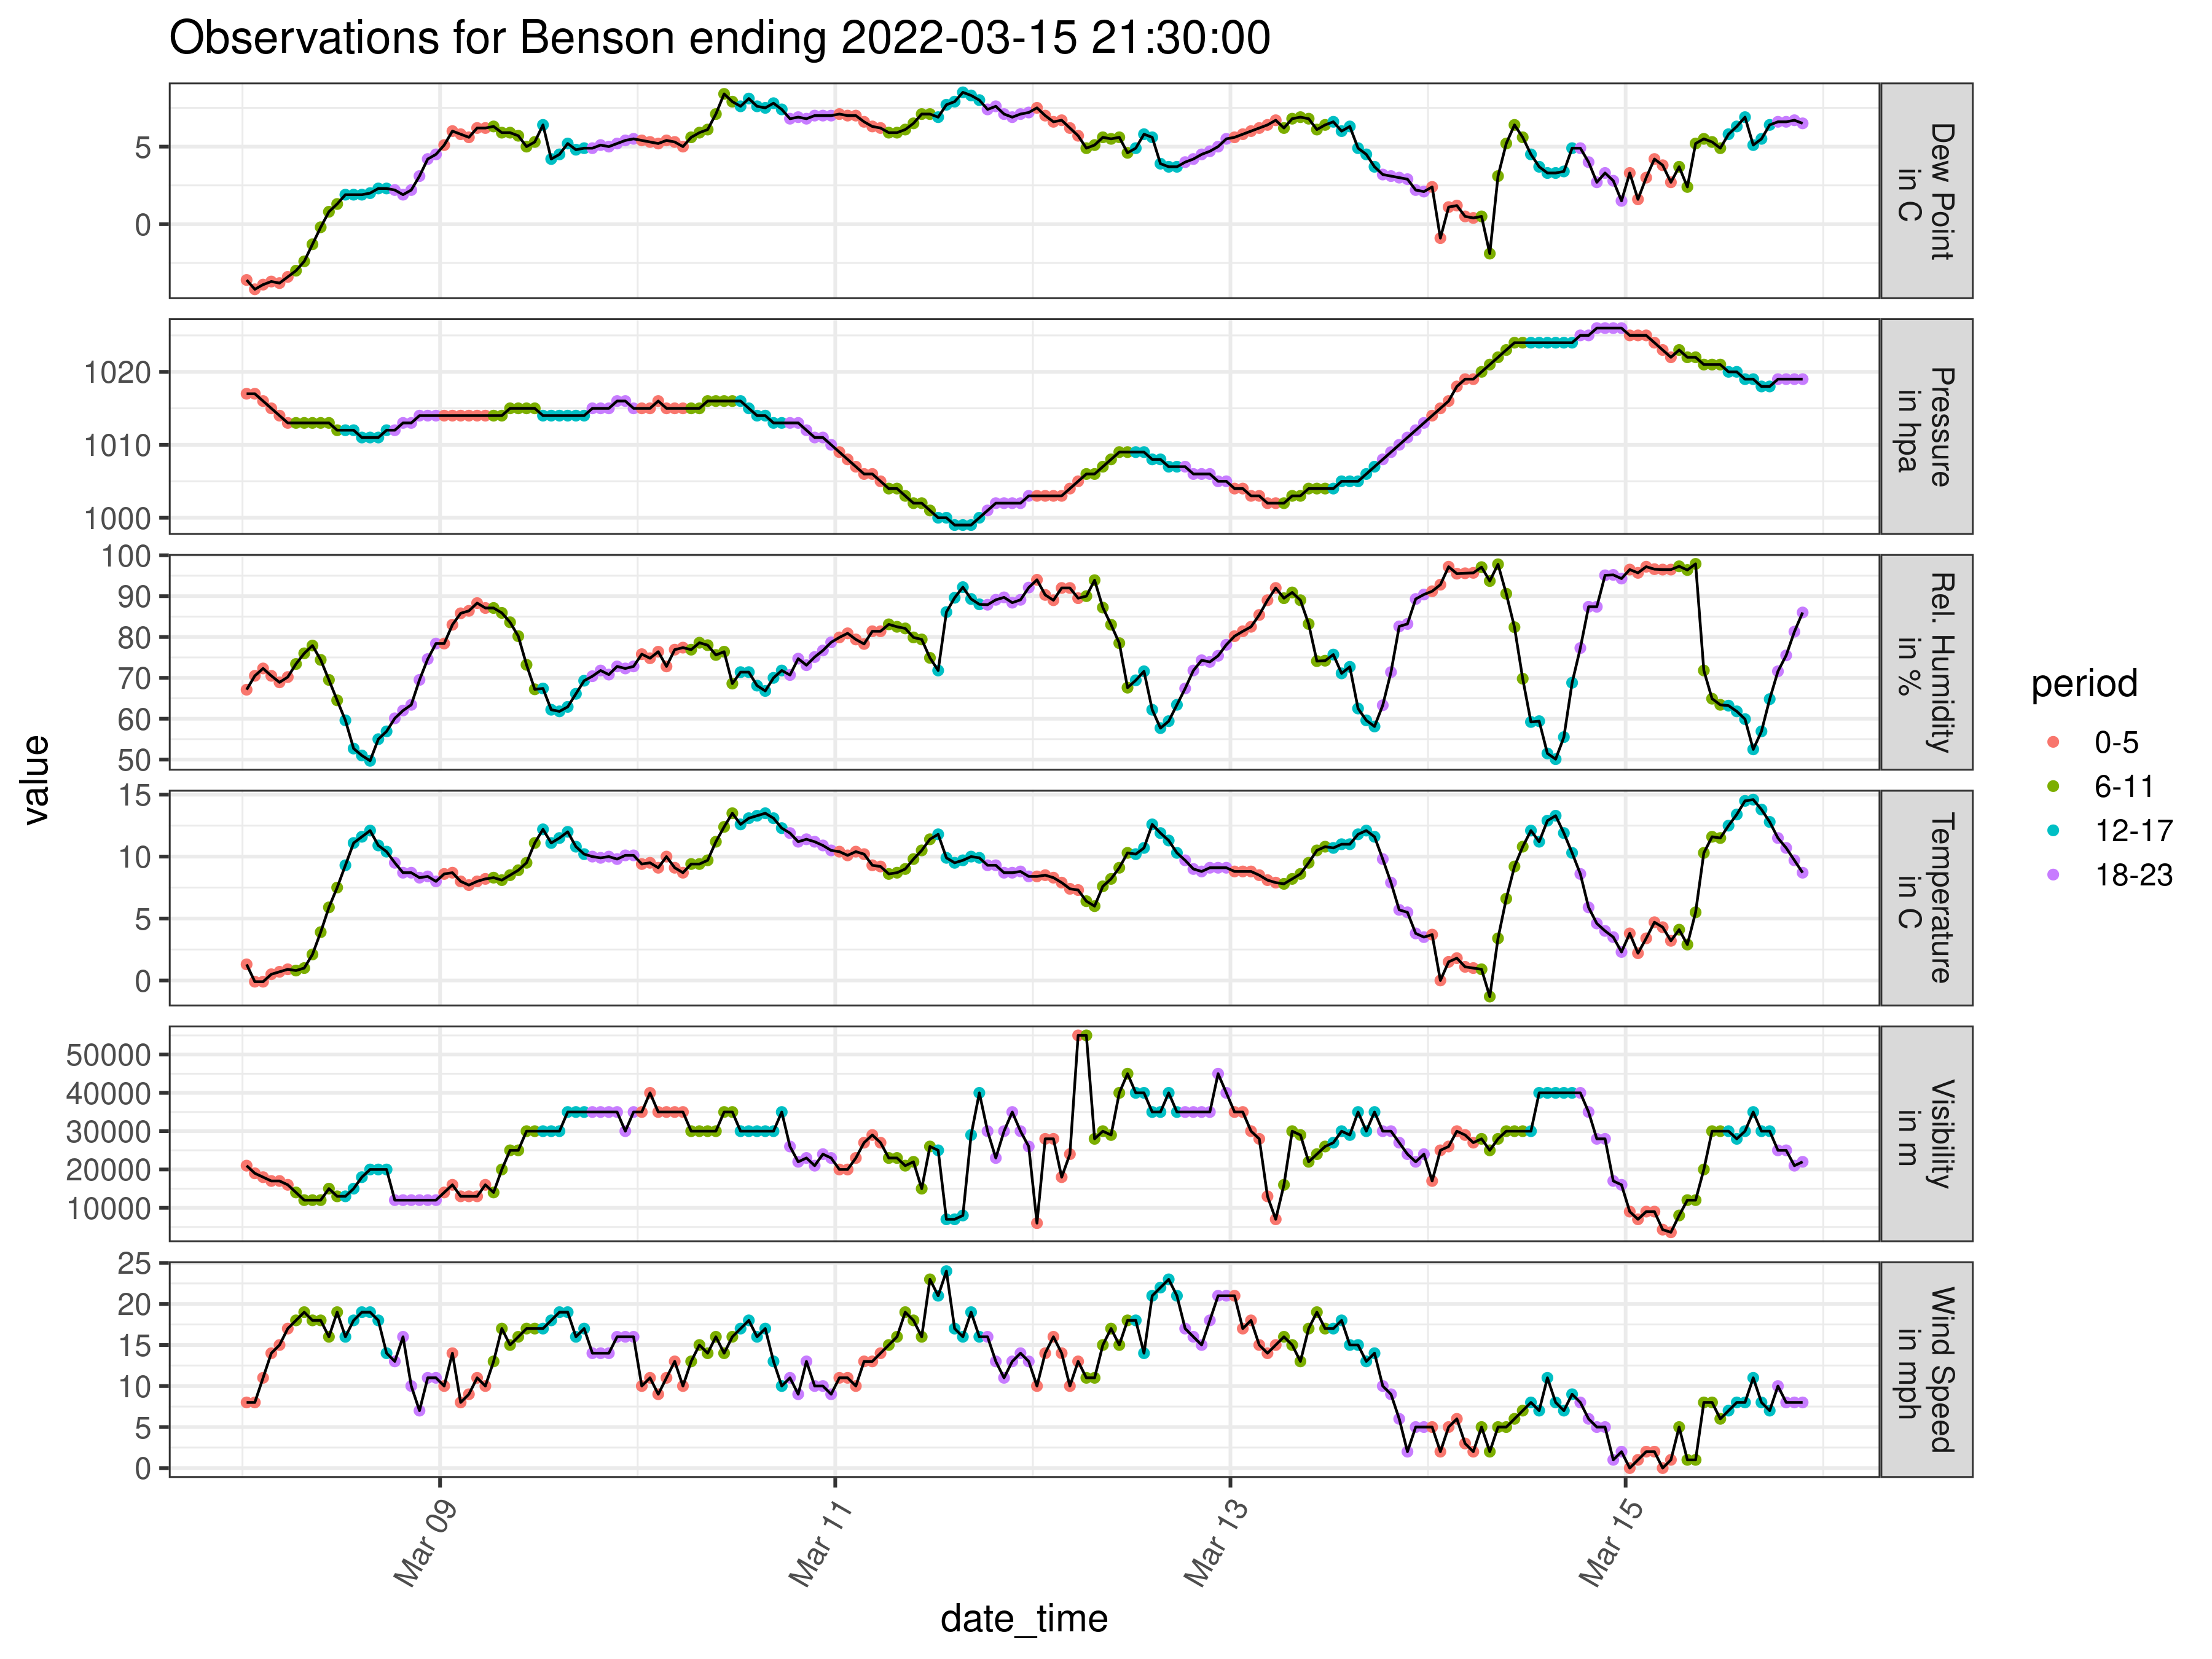 Observations for Benson ending 2022-03-15 21:30:00
value
5
0
Dew Point
in C
1020
1010
1000
Pressure
in hpa
100
90
80
70
60
50
Rel. Humidity
in %
15
10
5
0
Temperature
in C
50000
40000
30000
20000
10000
Visibility
in m
25
20
15
10
5
0
Wind Speed
in mph
Mar 09
Mar 11
Mar 13
Mar 15
date_time
period
0-5
6-11
12-17
18-23